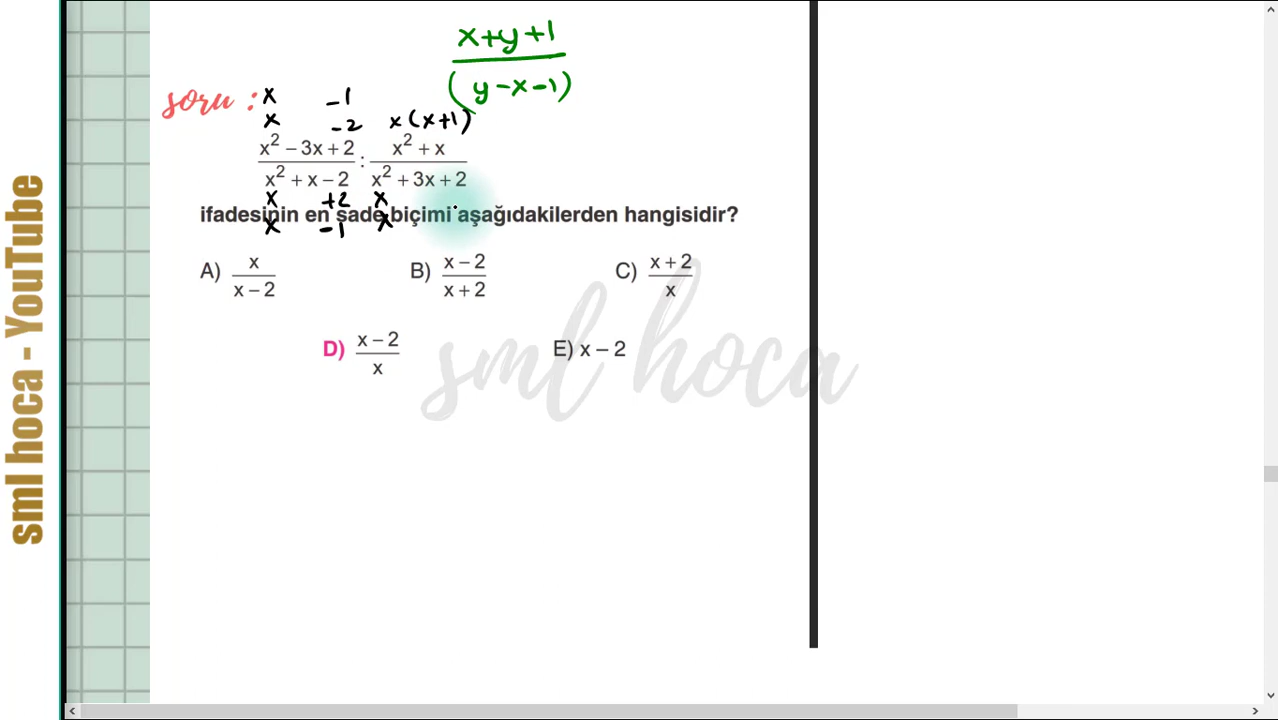 sml hoca - YouTube
x+y+1
(y-x-1)
soru :
x -1
x -2 x(x+1)
x² − 3x + 2 : x² + x
x² + x − 2 x² + 3x + 2
x +2 x
ifadesinin en sade biçimi aşağıdakilerden hangisidir?
x -1 x
A) x / x − 2 B) x − 2 / x + 2 C) x + 2 / x
D) x − 2 / x E) x − 2
sml hoca